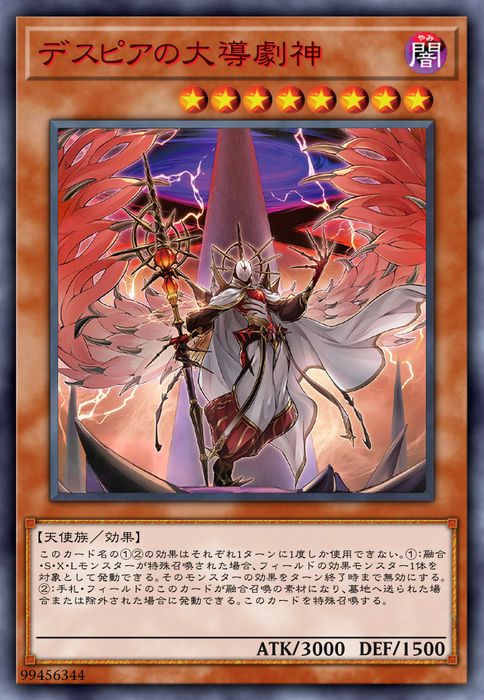 デスピアの大導劇神
やみ
闇
【天使族／効果】
このカード名の①②の効果はそれぞれ1ターンに1度しか使用できない。①：融合
・S・X・Lモンスターが特殊召喚された場合、フィールドの効果モンスター1体を
対象として発動できる。そのモンスターの効果をターン終了時まで無効にする。
②：手札・フィールドのこのカードが融合召喚の素材になり、墓地へ送られた場
合または除外された場合に発動できる。このカードを特殊召喚する。
ATK/3000 DEF/1500
99456344